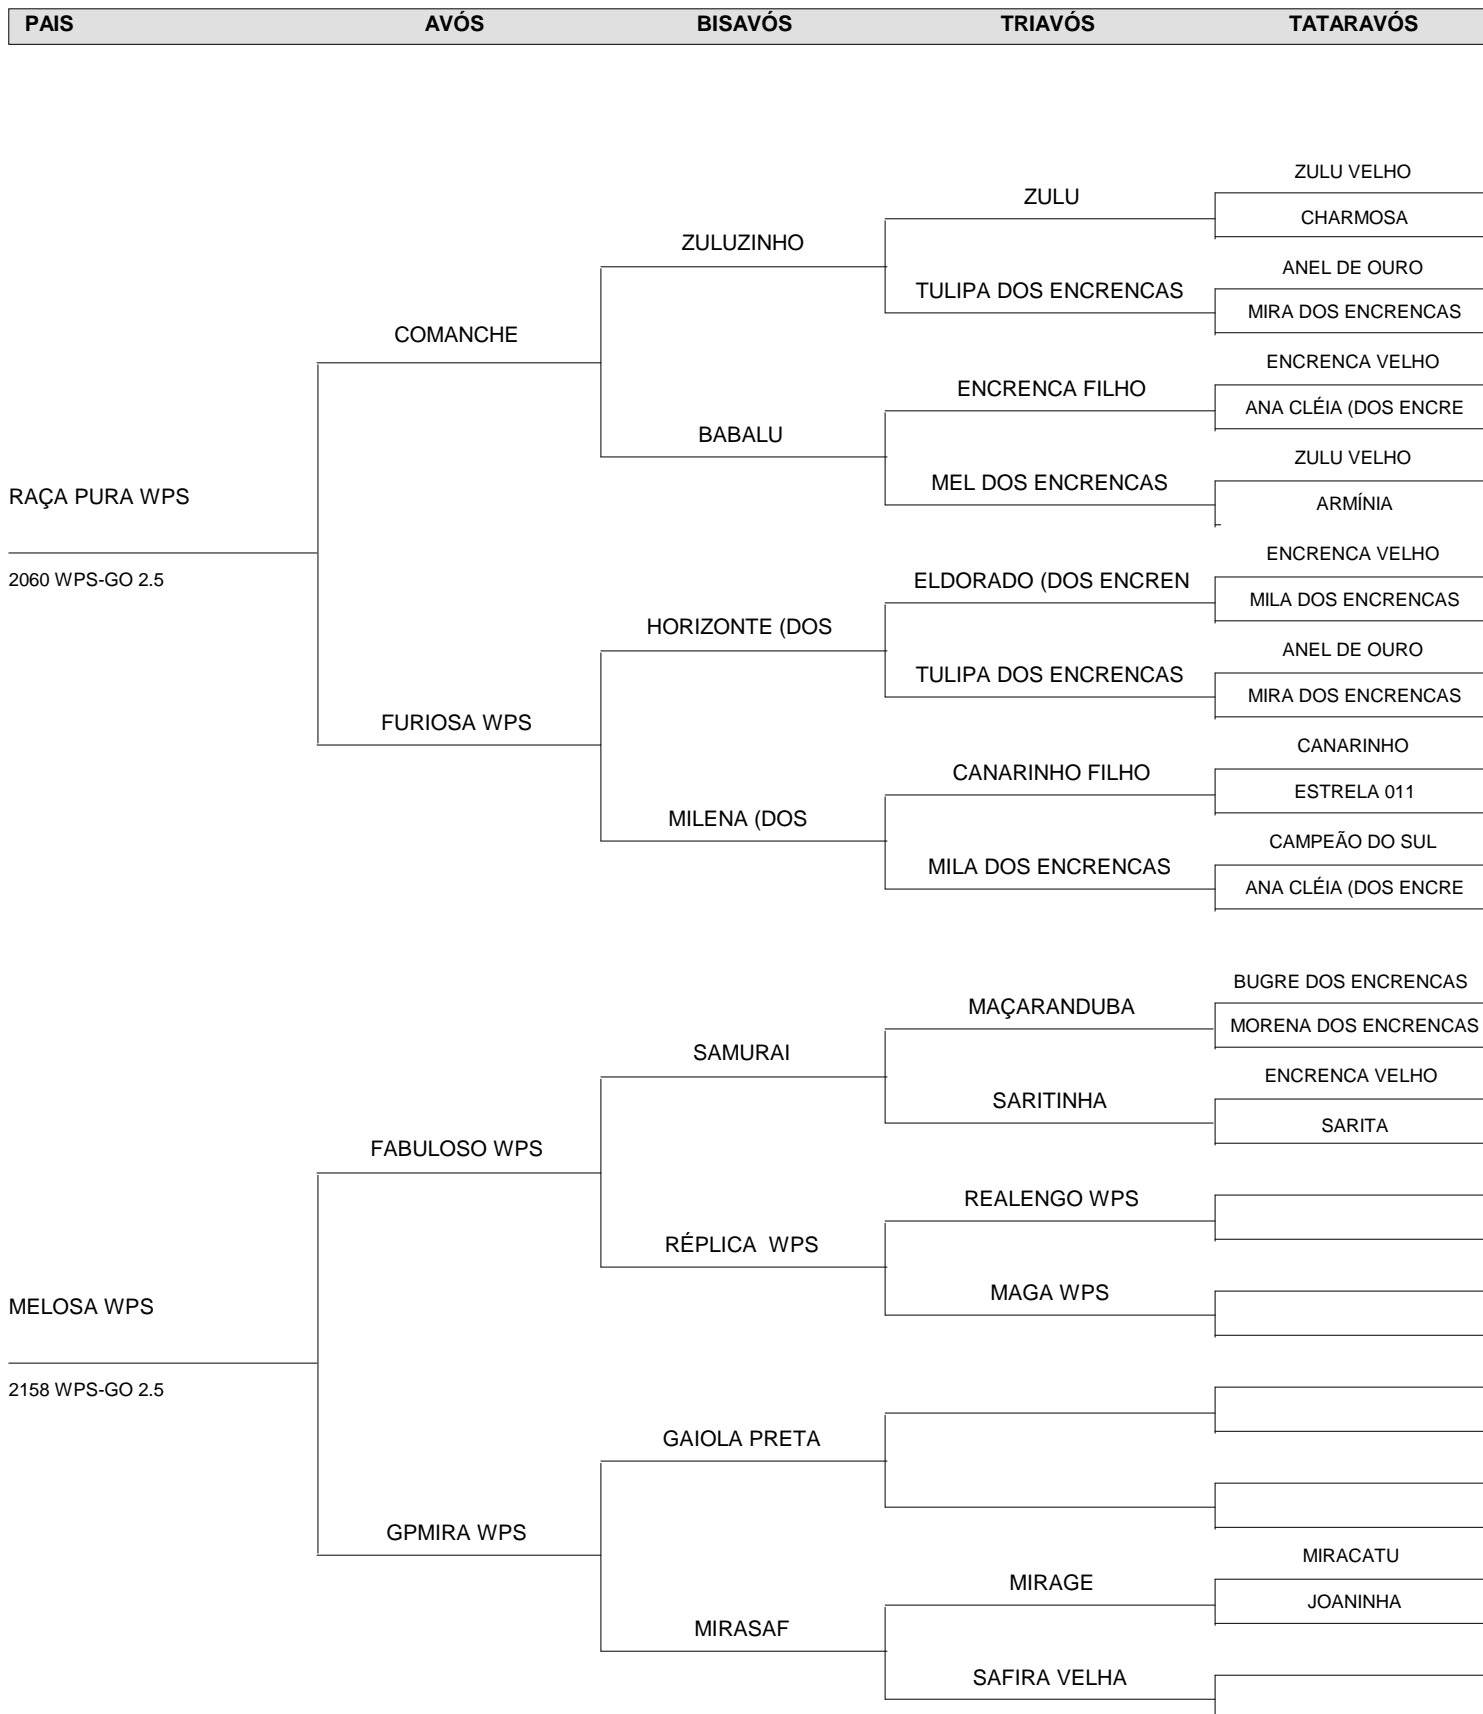 PAIS AVÓS BISAVÓS TRIAVÓS TATARAVÓS
ZULU VELHO
ZULU
CHARMOSA
ZULUZINHO
ANEL DE OURO
TULIPA DOS ENCRENCAS
MIRA DOS ENCRENCAS
COMANCHE
ENCRENCA VELHO
ENCRENCA FILHO
ANA CLÉIA (DOS ENCRE
BABALU
ZULU VELHO
MEL DOS ENCRENCAS
RAÇA PURA WPS
ARMÍNIA
ENCRENCA VELHO
2060 WPS-GO 2.5
ELDORADO (DOS ENCREN
MILA DOS ENCRENCAS
HORIZONTE (DOS
ANEL DE OURO
TULIPA DOS ENCRENCAS
MIRA DOS ENCRENCAS
FURIOSA WPS
CANARINHO
CANARINHO FILHO
ESTRELA 011
MILENA (DOS
CAMPEÃO DO SUL
MILA DOS ENCRENCAS
ANA CLÉIA (DOS ENCRE
BUGRE DOS ENCRENCAS
MAÇARANDUBA
MORENA DOS ENCRENCAS
SAMURAI
ENCRENCA VELHO
SARITINHA
SARITA
FABULOSO WPS
REALENGO WPS
RÉPLICA  WPS
MAGA WPS
MELOSA WPS
2158 WPS-GO 2.5
GAIOLA PRETA
GPMIRA WPS
MIRACATU
MIRAGE
JOANINHA
MIRASAF
SAFIRA VELHA